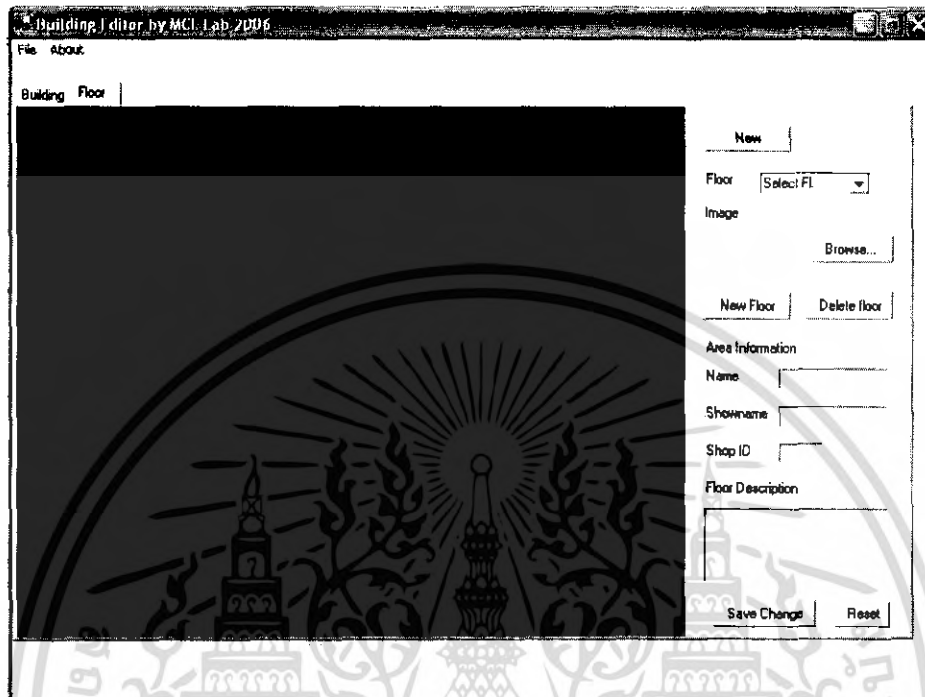 Building Editor by MCL Lab 2006
File About
Building Floor
New
Floor Select Fl.
Image
Browse...
New Floor Delete floor
Area Information
Name
Showname
Shop ID
Floor Description
Save Change Reset